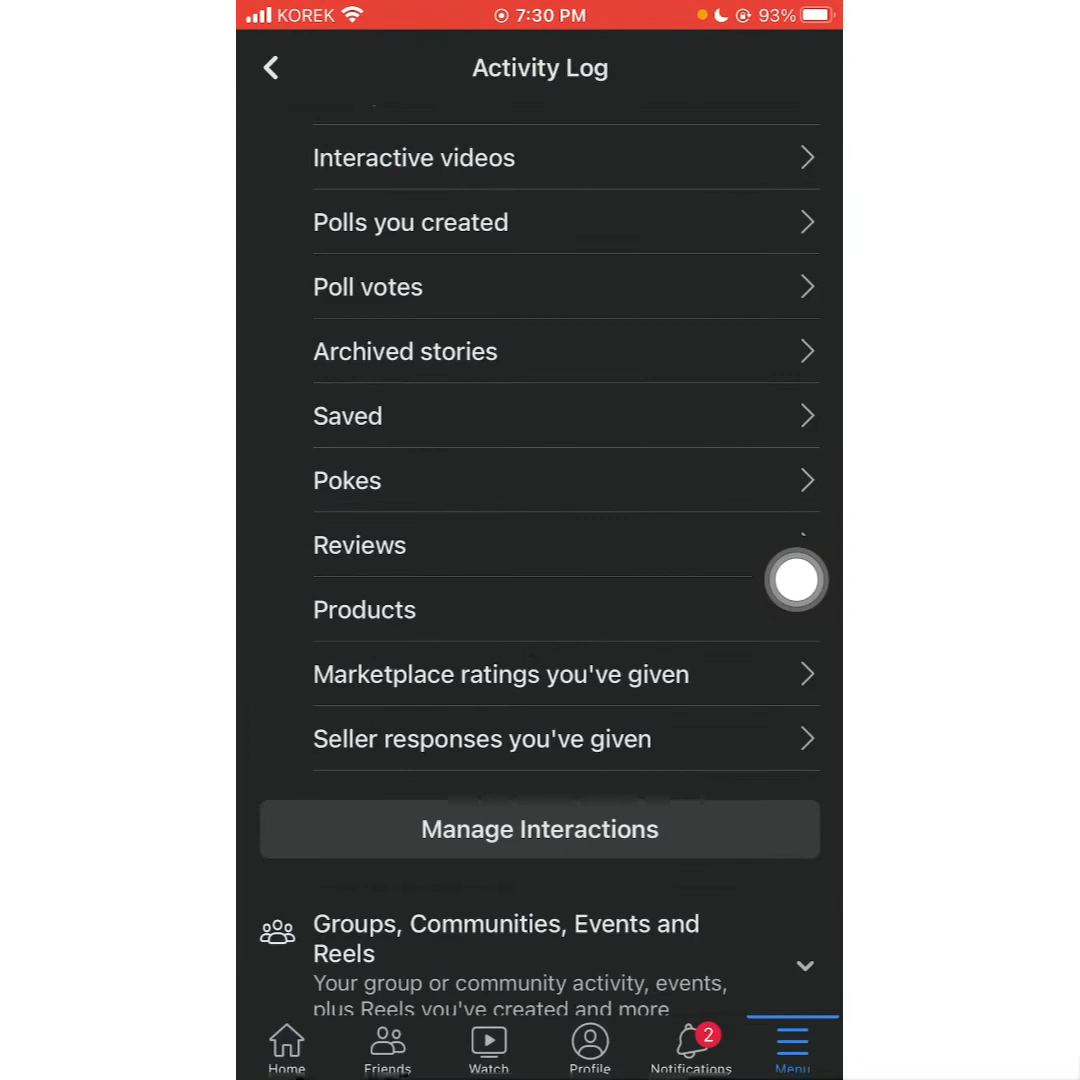 KOREK 7:30 PM 93%
Activity Log
Interactive videos
Polls you created
Poll votes
Archived stories
Saved
Pokes
Reviews
Products
Marketplace ratings you've given
Seller responses you've given
Manage Interactions
Groups, Communities, Events and
Reels
Your group or community activity, events,
plus Reels you've created and more
2
Home Friends Watch Profile Notifications Menu